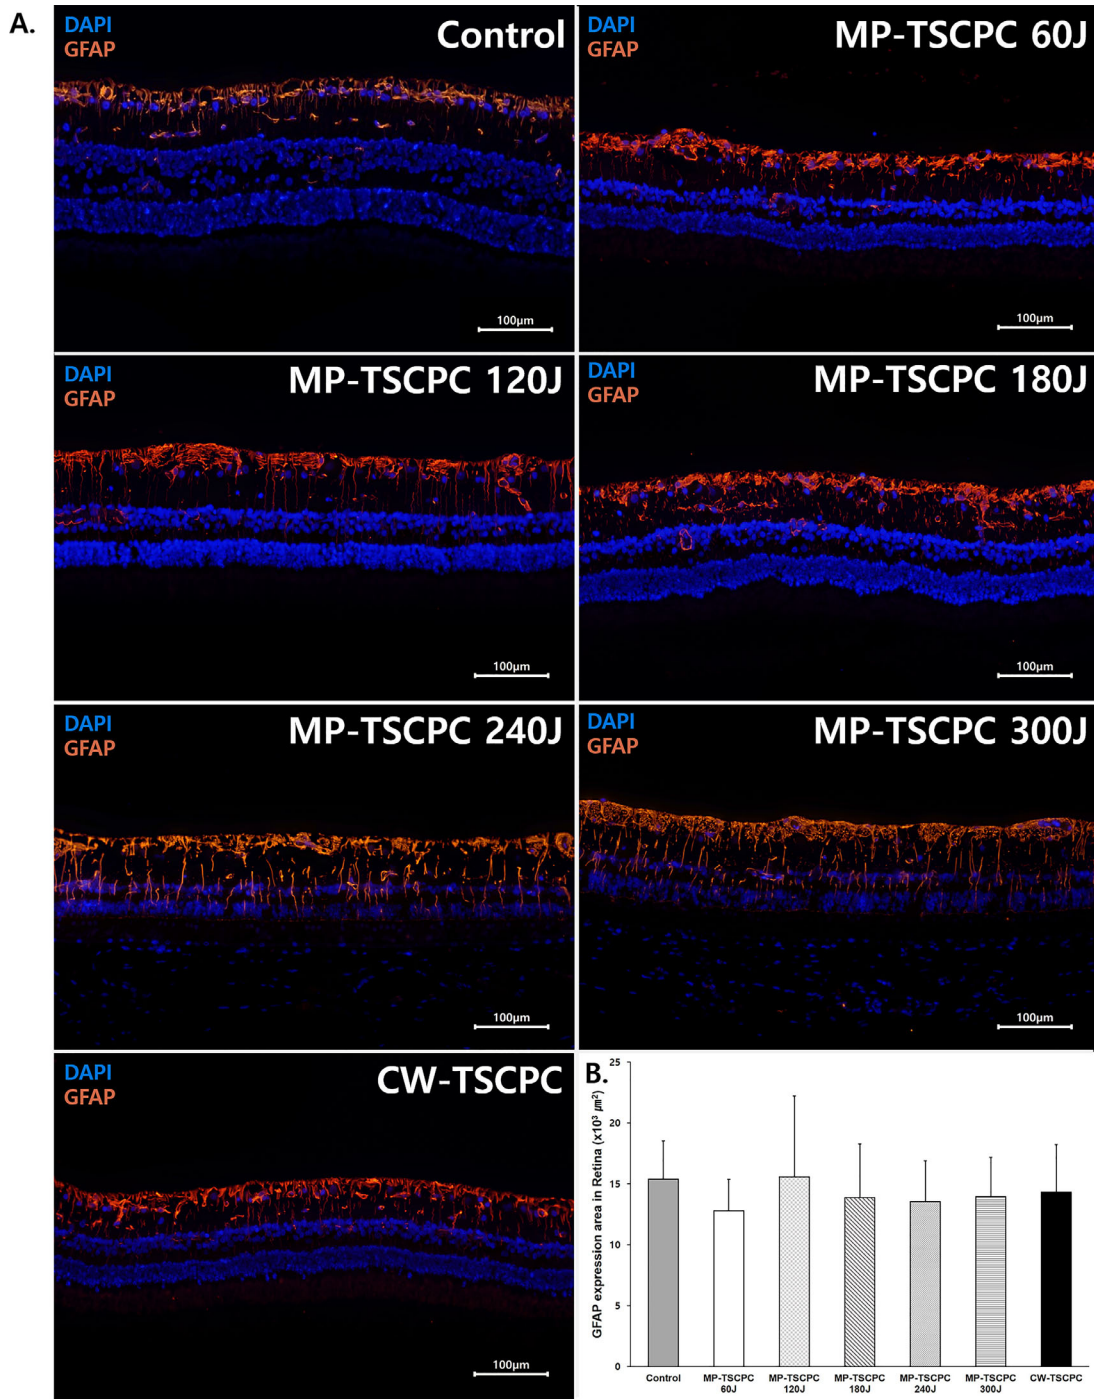 A.
DAPI
GFAP
Control
100μm
DAPI
GFAP
MP-TSCPC 60J
100μm
DAPI
GFAP
MP-TSCPC 120J
100μm
DAPI
GFAP
MP-TSCPC 180J
100μm
DAPI
GFAP
MP-TSCPC 240J
100μm
DAPI
GFAP
MP-TSCPC 300J
100μm
DAPI
GFAP
CW-TSCPC
100μm
B.
GFAP expression area in Retina (x10³ ㎛²)
25
20
15
10
5
0
Control
MP-TSCPC
60J
MP-TSCPC
120J
MP-TSCPC
180J
MP-TSCPC
240J
MP-TSCPC
300J
CW-TSCPC